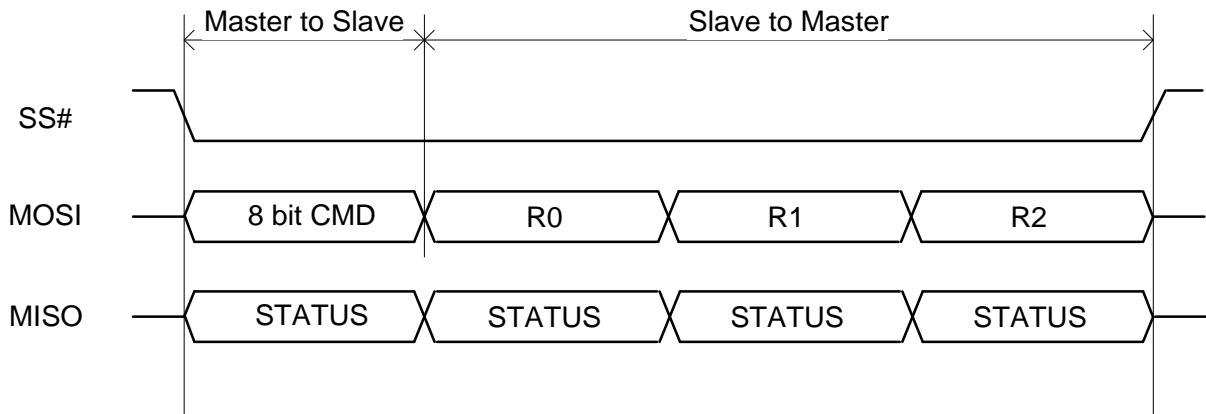 Master to Slave Slave to Master
SS#
MOSI 8 bit CMD R0 R1 R2
MISO STATUS STATUS STATUS STATUS